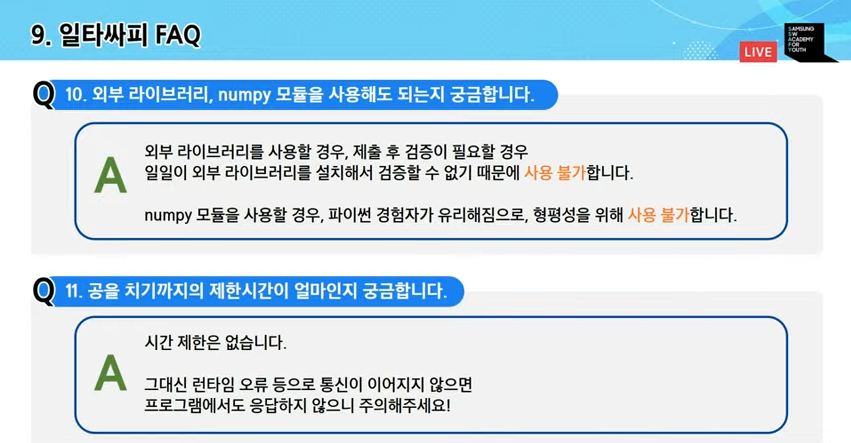 9. 일타싸피 FAQ
LIVE
SAMSUNG
SW
ACADEMY
FOR
YOUTH
Q 10. 외부 라이브러리, numpy 모듈을 사용해도 되는지 궁금합니다.
A
외부 라이브러리를 사용할 경우, 제출 후 검증이 필요할 경우
일일이 외부 라이브러리를 설치해서 검증할 수 없기 때문에 사용 불가합니다.
numpy 모듈을 사용할 경우, 파이썬 경험자가 유리해짐으로, 형평성을 위해 사용 불가합니다.
Q 11. 공을 치기까지의 제한시간이 얼마인지 궁금합니다.
A
시간 제한은 없습니다.
그대신 런타임 오류 등으로 통신이 이어지지 않으면
프로그램에서도 응답하지 않으니 주의해주세요!